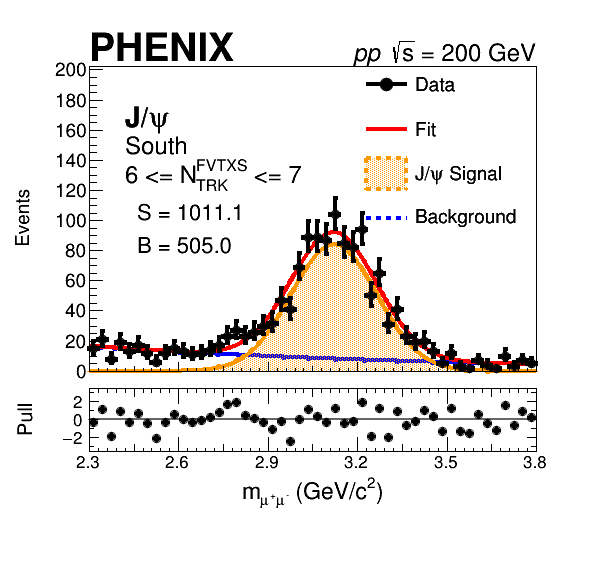 PHENIX
pp √s = 200 GeV
200
180
160
140
120
100
80
60
40
20
0
Events
J/ψ
South
6 <= N_TRK^FVTXS <= 7
S = 1011.1
B = 505.0
Data
Fit
J/ψ Signal
Background
Pull
2
0
−2
2.3 2.6 2.9 3.2 3.5 3.8
m_μ⁺μ⁻ (GeV/c²)